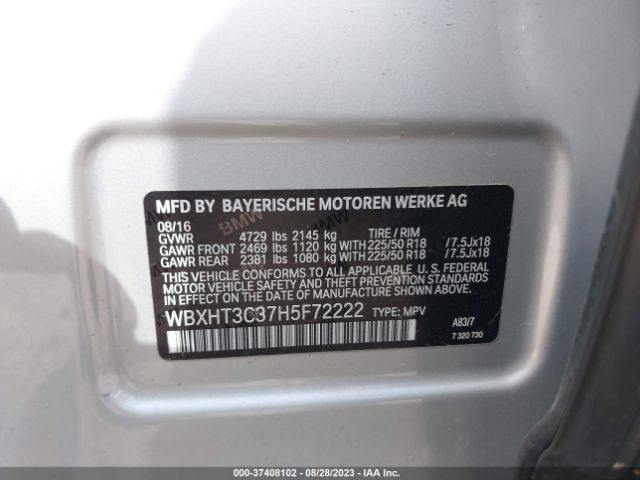 MFD BY BAYERISCHE MOTOREN WERKE AG
08/16
GVWR 4729 lbs 2145 kg TIRE / RIM
GAWR FRONT 2469 lbs 1120 kg WITH 225/50 R18 /7.5Jx18
GAWR REAR 2381 lbs 1080 kg WITH 225/50 R18 /7.5Jx18
THIS VEHICLE CONFORMS TO ALL APPLICABLE U. S. FEDERAL
MOTOR VEHICLE SAFETY, BUMPER, AND
THEFT PREVENTION STANDARDS IN EFFECT
ON THE DATE OF MANUFACTURE SHOWN ABOVE.
WBXHT3C37H5F72222 TYPE: MPV
A83/7
7 320 730
000-37408102 / 08/28/2023 - IAA Inc.